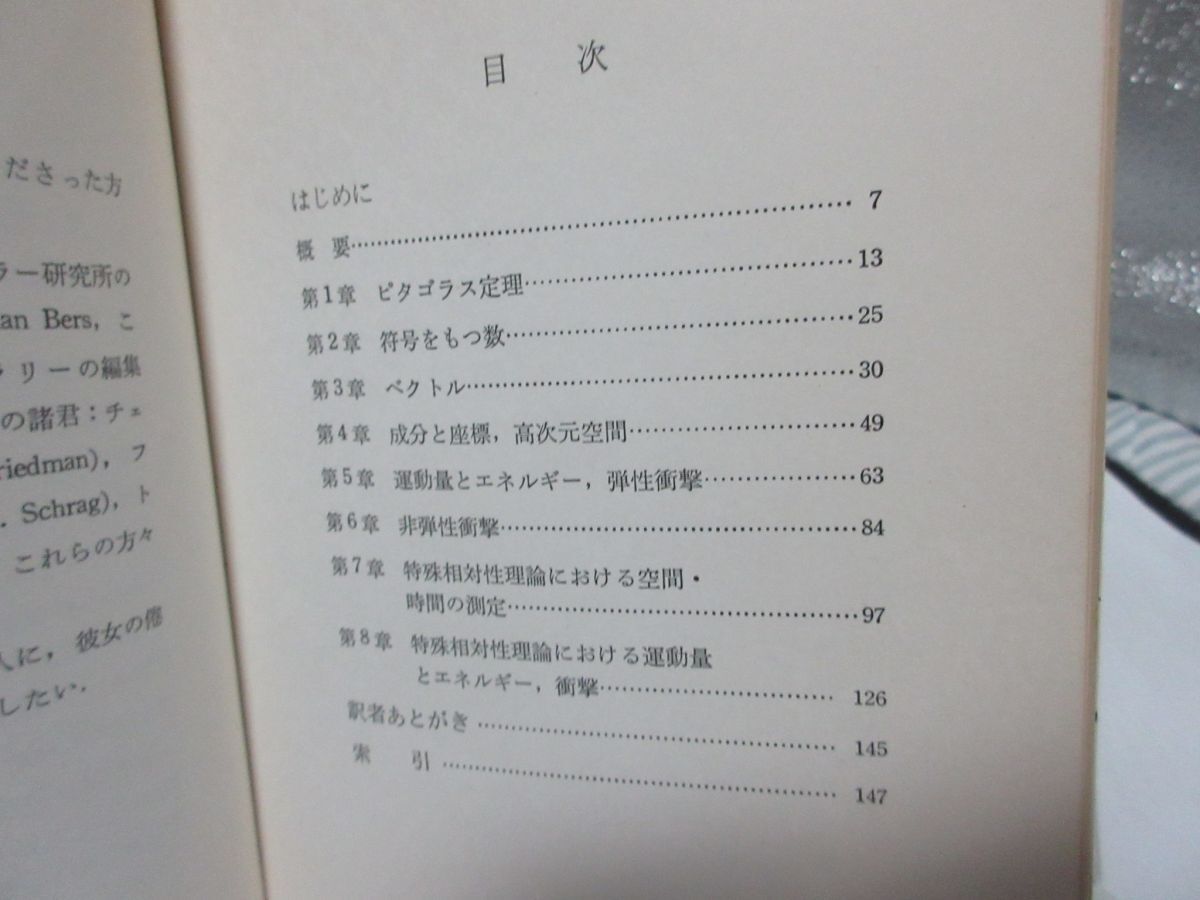 ださった方
ラー研究所の
an Bers, こ
リーの編集
の諸君：チェ
riedman), フ
. Schrag), ト
これらの方々
人に，彼女の倦
したい.
目 次
はじめに
概 要…………………………………………… 7
第1章 ピタゴラス定理……………………………13
第2章 符号をもつ数………………………………25
第3章 ベクトル……………………………………30
第4章 成分と座標，高次元空間…………………49
第5章 運動量とエネルギー，弾性衝撃…………63
第6章 非弾性衝撃…………………………………84
第7章 特殊相対性理論における空間・
時間の測定…………………………………97
第8章 特殊相対性理論における運動量
とエネルギー，衝撃………………………126
訳者あとがき………………………………………145
索 引………………………………………………147